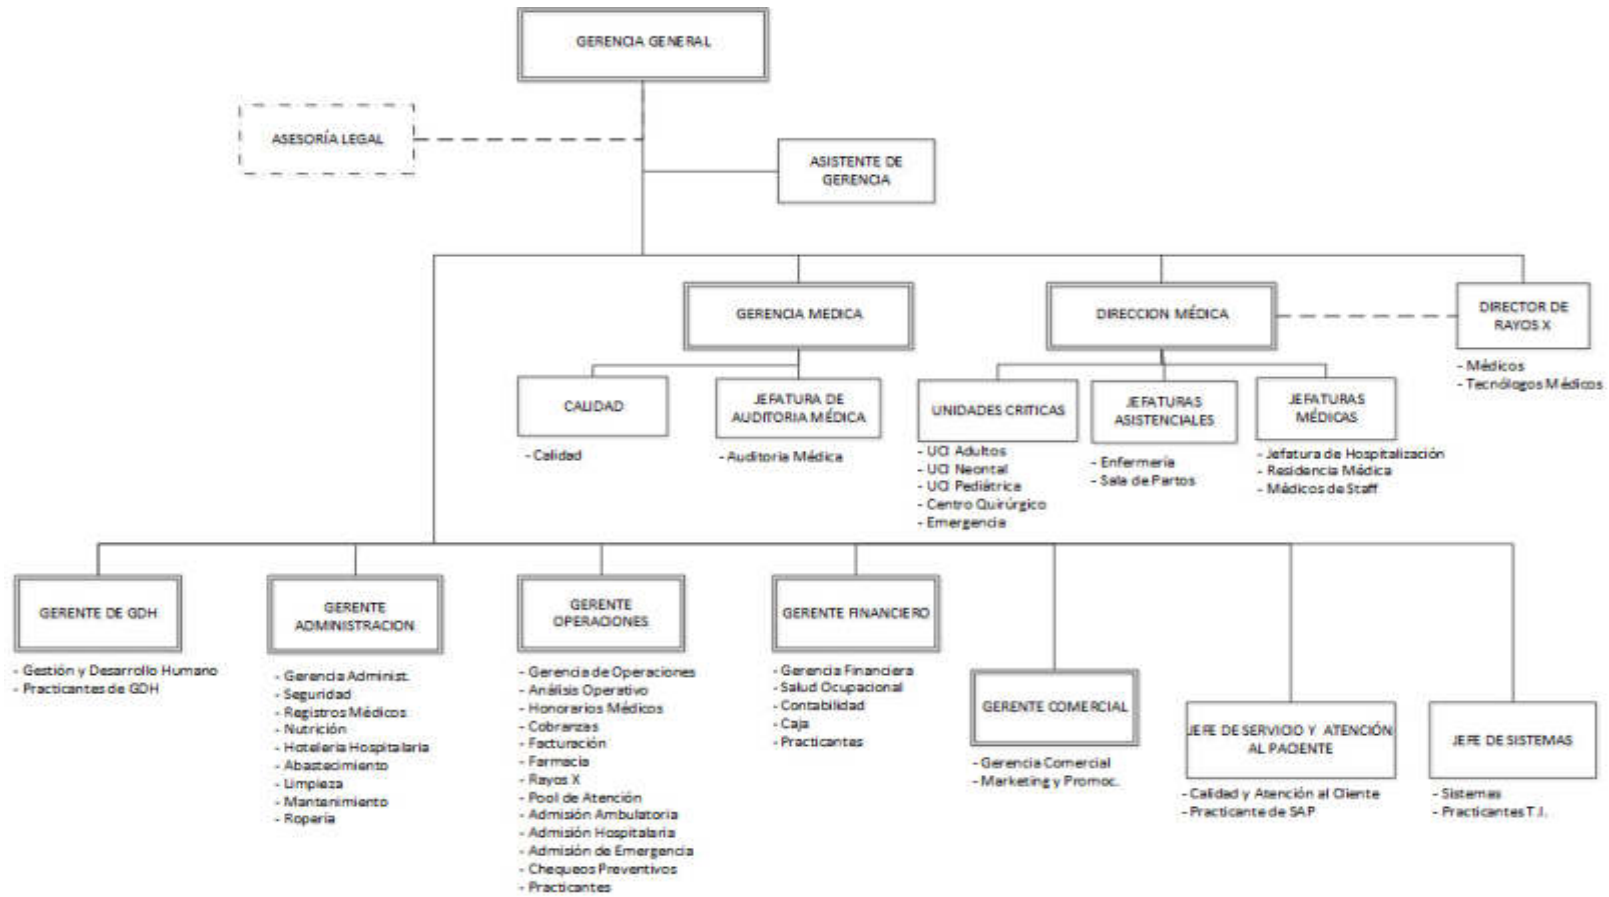 GERENCIA GENERAL
ASESORÍA LEGAL
ASISTENTE DE
GERENCIA
GERENCIA MEDICA
DIRECCION MÉDICA
DIRECTOR DE
RAYOS X
- Médicos
- Tecnólogos Médicos
CALIDAD
- Calidad
JEFATURA DE
AUDITORIA MÉDICA
- Auditoria Médica
UNIDADES CRITICAS
- UCI Adultos
- UCI Neontal
- UCI Pediátrica
- Centro Quirúrgico
- Emergencia
JEFATURAS
ASISTENCIALES
- Enfermería
- Sala de Partos
JEFATURAS
MÉDICAS
- Jefatura de Hospitalización
- Residencia Médica
- Médicos de Staff
GERENTE DE GDH
- Gestión y Desarrollo Humano
- Practicantes de GDH
GERENTE
ADMINISTRACION
- Gerencia Administ.
- Seguridad
- Registros Médicos
- Nutrición
- Hoteleria Hospitalaria
- Abastecimiento
- Limpieza
- Mantenimiento
- Ropería
GERENTE
OPERACIONES
- Gerencia de Operaciones
- Análisis Operativo
- Honorarios Médicos
- Cobranzas
- Facturación
- Farmacia
- Rayos X
- Pool de Atención
- Admisión Ambulatoria
- Admisión Hospitalaria
- Admisión de Emergencia
- Chequeos Preventivos
- Practicantes
GERENTE FINANCIERO
- Gerencia Financiera
- Salud Ocupacional
- Contabilidad
- Caja
- Practicantes
GERENTE COMERCIAL
- Gerencia Comercial
- Marketing y Promoc.
JEFE DE SERVICIO Y ATENCIÓN
AL PACIENTE
- Calidad y Atención al Cliente
- Practicante de SAP
JEFE DE SISTEMAS
- Sistemas
- Practicantes T.I.